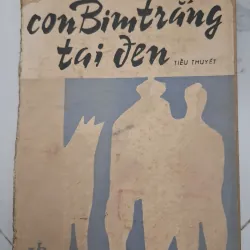 con Bim trắng
tai đen
TIỂU THUYẾT